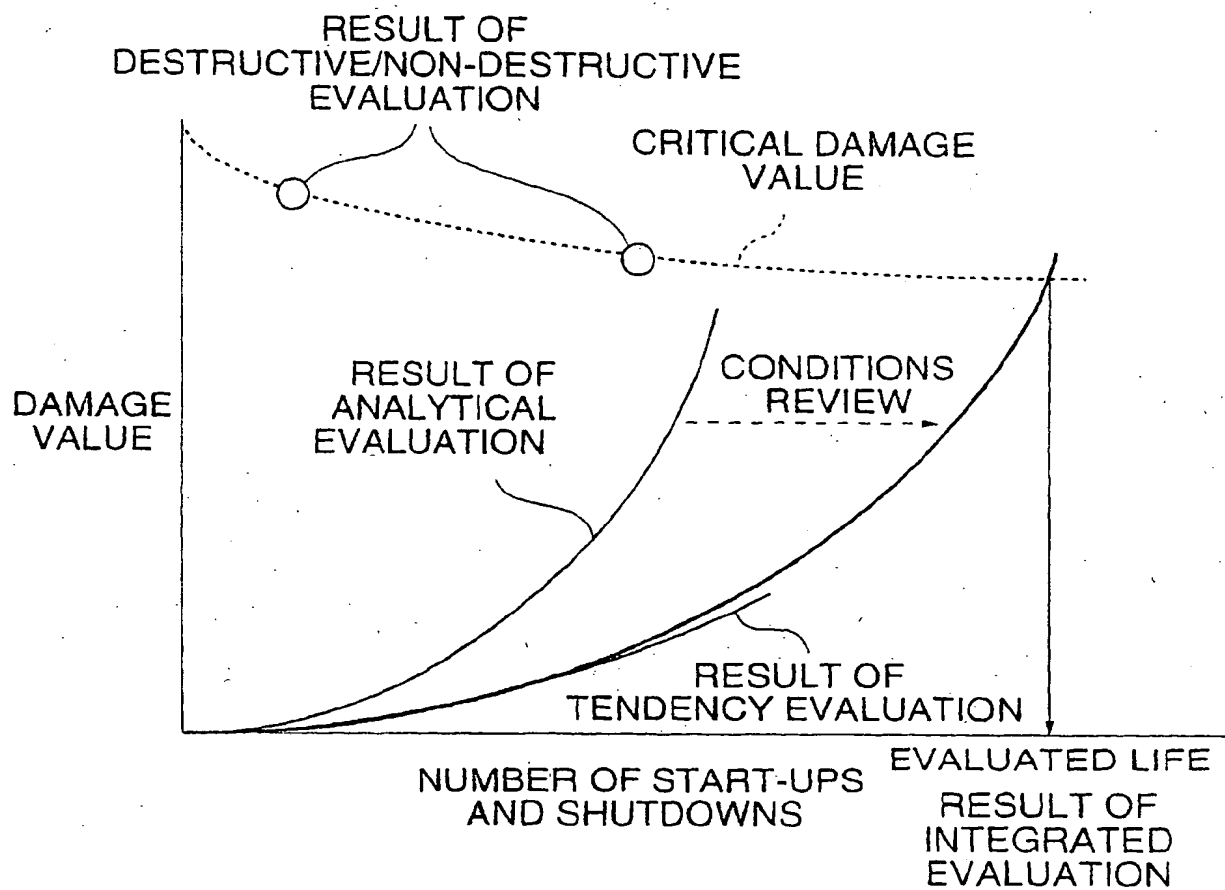 RESULT OF
DESTRUCTIVE/NON-DESTRUCTIVE
EVALUATION
CRITICAL DAMAGE
VALUE
RESULT OF
ANALYTICAL
EVALUATION
CONDITIONS
REVIEW
DAMAGE
VALUE
RESULT OF
TENDENCY EVALUATION
NUMBER OF START-UPS
AND SHUTDOWNS
EVALUATED LIFE
RESULT OF
INTEGRATED
EVALUATION